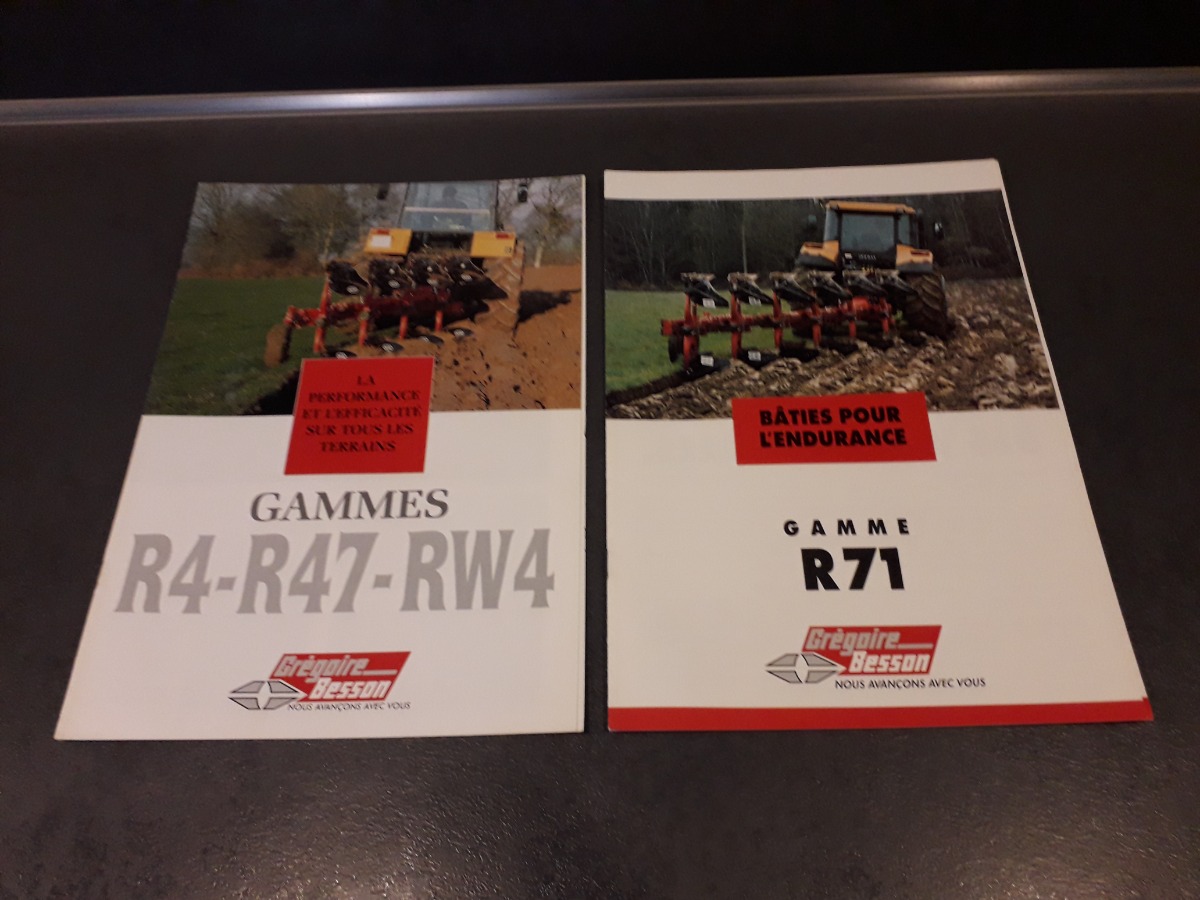 LA
PERFORMANCE
ET L'EFFICACITÉ
SUR TOUS LES
TERRAINS
GAMMES
R4-R47-RW4
Grégoire
Besson
NOUS AVANÇONS AVEC VOUS
BÂTIES POUR
L'ENDURANCE
GAMME
R71
Grègoire
Besson
NOUS AVANÇONS AVEC VOUS